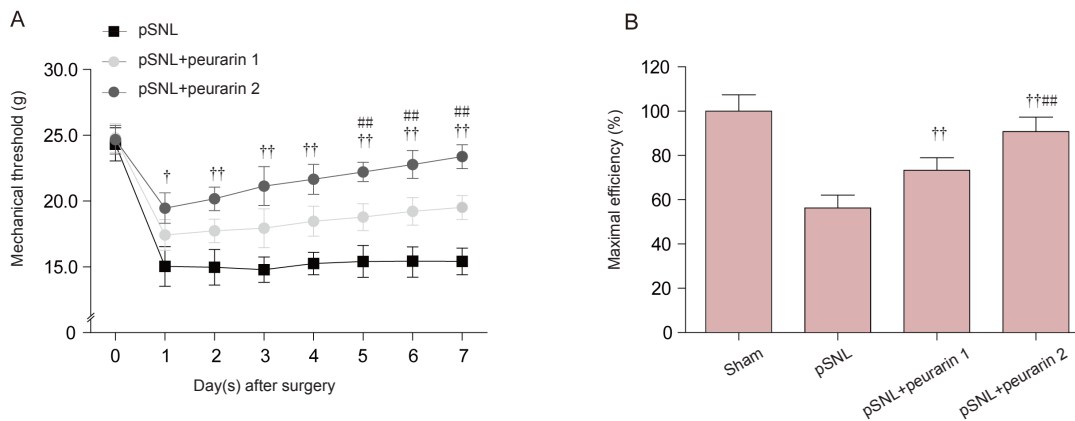 A
pSNL
pSNL+peurarin 1
pSNL+peurarin 2
Mechanical threshold (g)
30.0
25.0
20.0
15.0
0
† †† †† †† ##
†† ##
†† ##
††
0 1 2 3 4 5 6 7
Day(s) after surgery
B
Maximal efficiency (%)
120
100
80
60
40
20
0
††
††##
Sham
pSNL
pSNL+peurarin 1
pSNL+peurarin 2